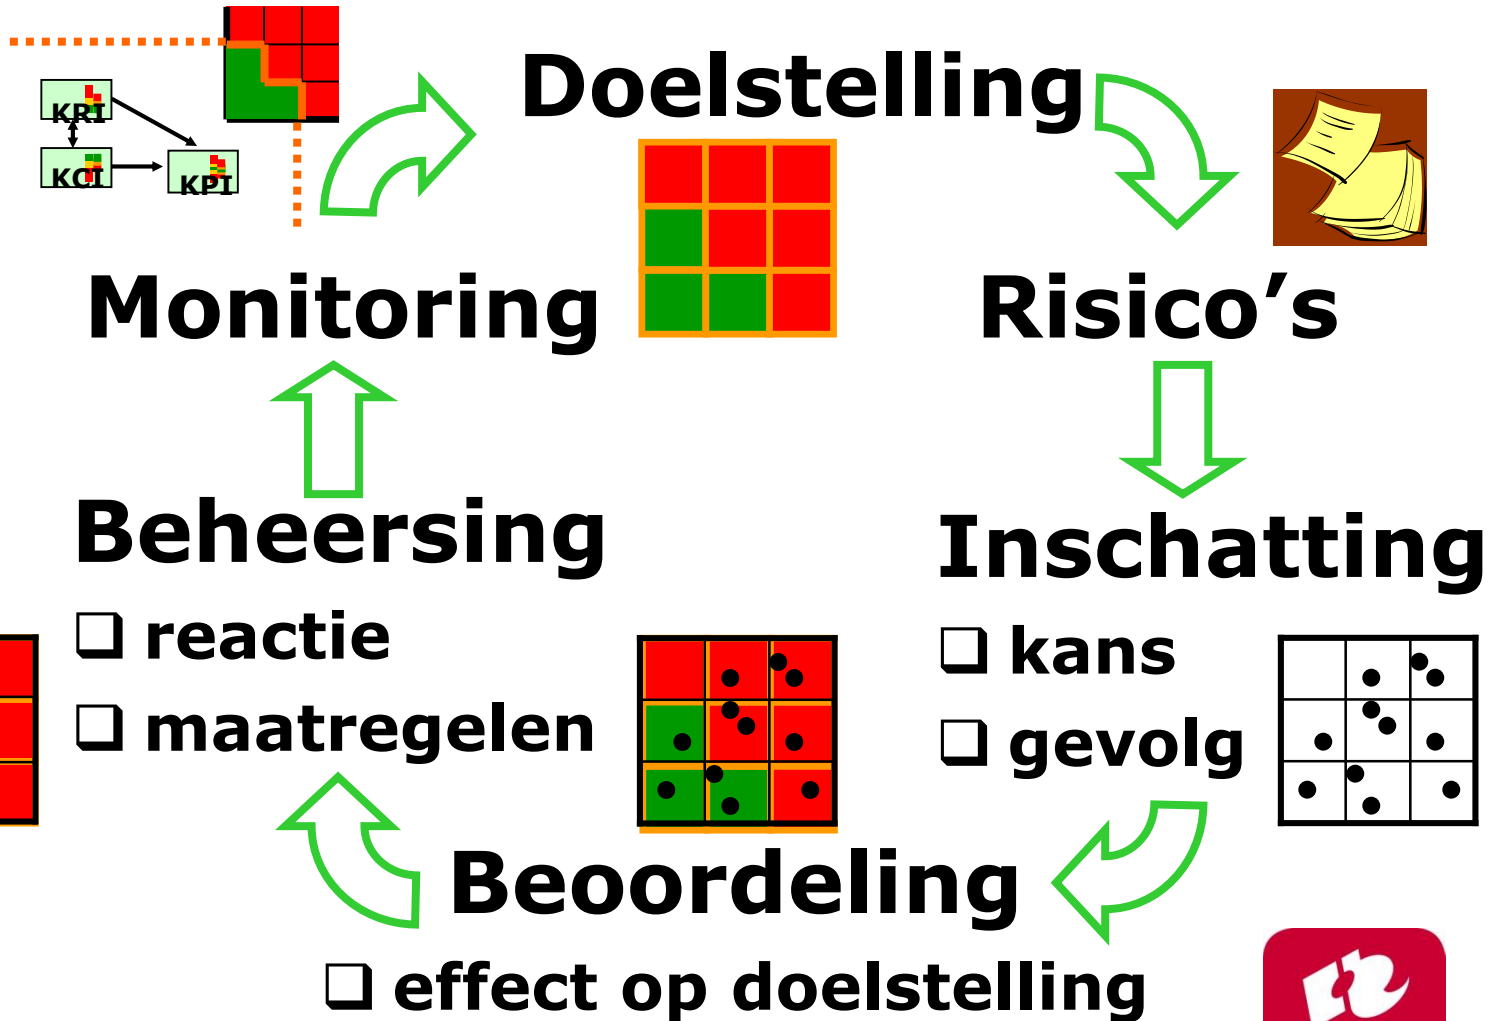 Doelstelling
KRI
KCI
KPI
Monitoring
Risico’s
Beheersing
❑ reactie
❑ maatregelen
Inschatting
❑ kans
❑ gevolg
Beoordeling
❑ effect op doelstelling